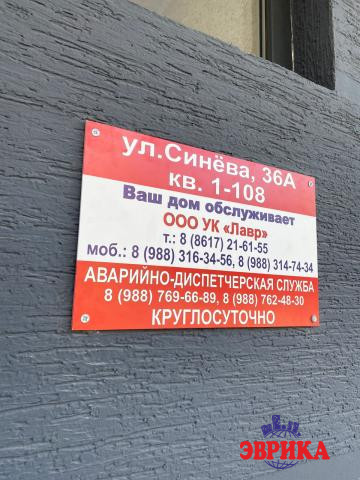 ул.Синёва, 36А
кв. 1-108
Ваш дом обслуживает
ООО УК «Лавр»
т.: 8 (8617) 21-61-55
моб.: 8 (988) 316-34-56, 8 (988) 314-74-34
АВАРИЙНО-ДИСПЕТЧЕРСКАЯ СЛУЖБА
8 (988) 769-66-89, 8 (988) 762-48-30
КРУГЛОСУТОЧНО
ЭВРИКА